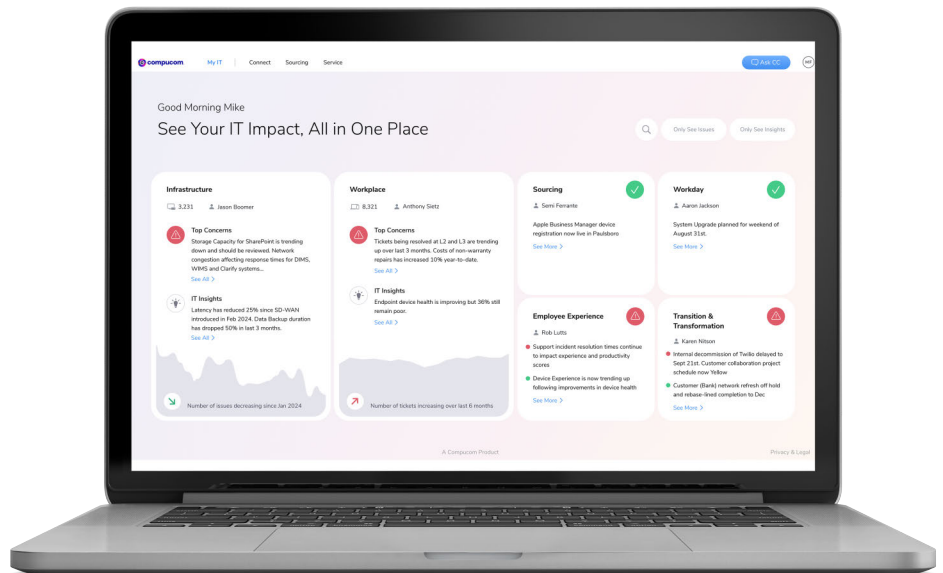 compucom
My IT
Connect
Sourcing
Service
Ask CC
MF
Good Morning Mike
See Your IT Impact, All in One Place
Only See Issues
Only See Insights
Infrastructure
3,231
Jason Boomer
Top Concerns
Storage Capacity for SharePoint is trending
down and should be reviewed. Network
congestion affecting response times for DIMS,
WIMS and Clarify systems...
See All >
IT Insights
Latency has reduced 25% since SD-WAN
introduced in Feb 2024. Data Backup duration
has dropped 50% in last 3 months.
See All >
Number of issues decreasing since Jan 2024
Workplace
8,321
Anthony Sietz
Top Concerns
Tickets being resolved at L2 and L3 are trending
up over last 3 months. Costs of non-warranty
repairs has increased 10% year-to-date.
See All >
IT Insights
Endpoint device health is improving but 36% still
remain poor.
See All >
Number of tickets increasing over last 6 months
Sourcing
Semi Ferrante
Apple Business Manager device
registration now live in Paulsboro
See More >
Workday
Aaron Jackson
System Upgrade planned for weekend of
August 31st.
See More >
Employee Experience
Rob Lutts
Support incident resolution times continue
to impact experience and productivity
scores
Device Experience is now trending up
following improvements in device health
See More >
Transition &
Transformation
Karen Nitson
Internal decommission of Twilio delayed to
Sept 21st. Customer collaboration project
schedule now Yellow
Customer (Bank) network refresh off hold
and rebase-lined completion to Dec
See More >
A Compucom Product
Privacy & Legal